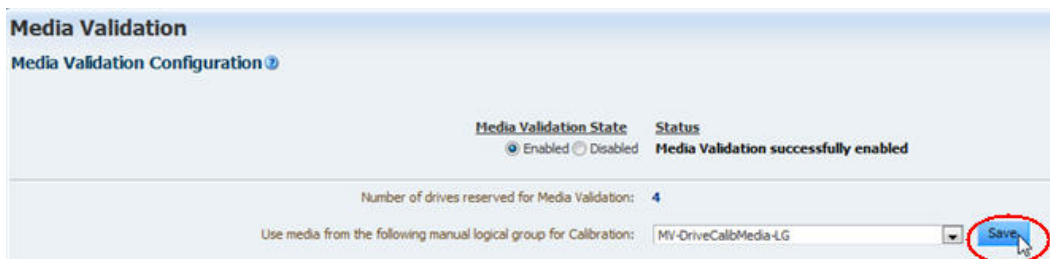 Media Validation
Media Validation Configuration
Media Validation State Status
Enabled Disabled Media Validation successfully enabled
Number of drives reserved for Media Validation: 4
Use media from the following manual logical group for Calibration: MV-DriveCalibMedia-LG Save